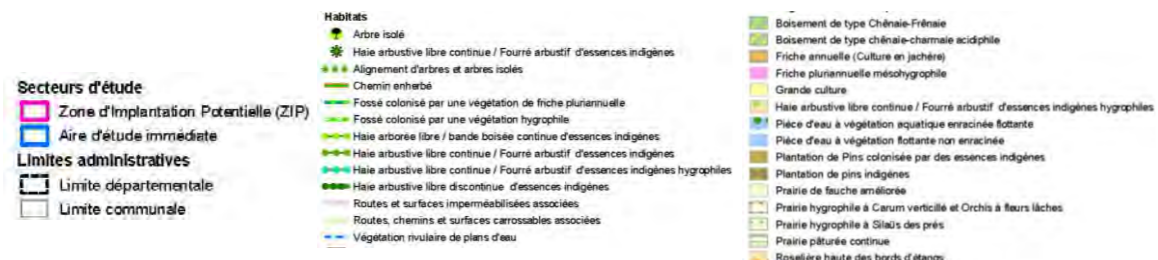 Secteurs d'étude
Zone d'Implantation Potentielle (ZIP)
Aire d'étude immédiate
Limites administratives
Limite départementale
Limite communale
Habitats
Arbre isolé
Haie arbustive libre continue / Fourré arbustif d'essences indigènes
Alignement d'arbres et arbres isolés
Chemin enherbé
Fossé colonisé par une végétation de friche pluriannuelle
Fossé colonisé par une végétation hygrophile
Haie arborée libre / bande boisée continue d'essences indigènes
Haie arbustive libre continue / Fourré arbustif d'essences indigènes
Haie arbustive libre continue / Fourré arbustif d'essences indigènes hygrophiles
Haie arbustive libre discontinue d'essences indigènes
Routes et surfaces imperméabilisées associées
Routes, chemins et surfaces carrossables associées
Végétation rivulaire de plans d'eau
Boisement de type Chênaie-Frênaie
Boisement de type chênaie-charmaie acidiphile
Friche annuelle (Culture en jachère)
Friche pluriannuelle mésohygrophile
Grande culture
Haie arbustive libre continue / Fourré arbustif d'essences indigènes hygrophiles
Pièce d'eau à végétation aquatique enracinée flottante
Pièce d'eau à végétation flottante non enracinée
Plantation de Pins colonisée par des essences indigènes
Plantation de pins indigènes
Prairie de fauche améliorée
Prairie hygrophile à Carum verticillé et Orchis à fleurs lâches
Prairie hygrophile à Silaüs des prés
Prairie pâturée continue
Roselière haute des bords d'étangs